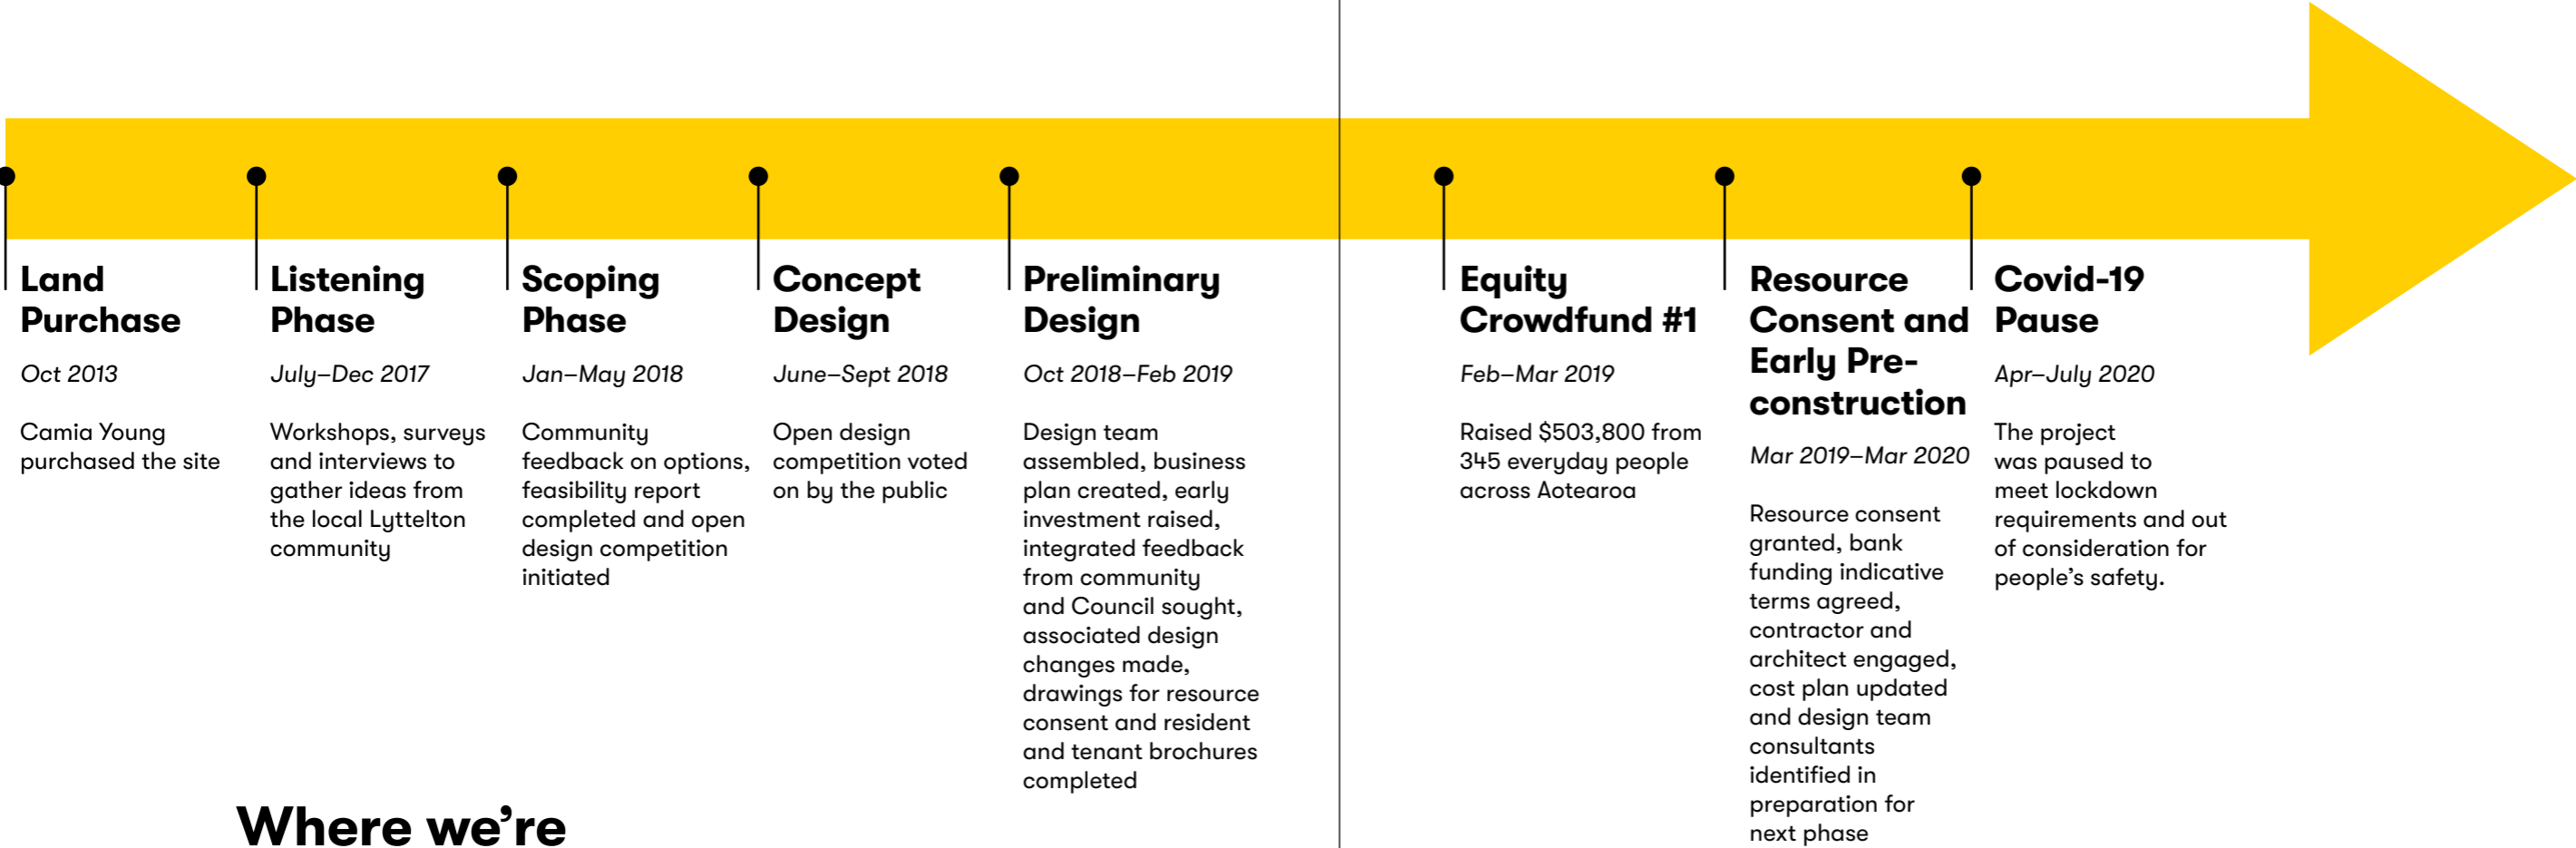 Land
Purchase
Oct 2013
Camia Young
purchased the site
Listening
Phase
July–Dec 2017
Workshops, surveys
and interviews to
gather ideas from
the local Lyttelton
community
Scoping
Phase
Jan–May 2018
Community
feedback on options,
feasibility report
completed and open
design competition
initiated
Concept
Design
June–Sept 2018
Open design
competition voted
on by the public
Preliminary
Design
Oct 2018–Feb 2019
Design team
assembled, business
plan created, early
investment raised,
integrated feedback
from community
and Council sought,
associated design
changes made,
drawings for resource
consent and resident
and tenant brochures
completed
Equity
Crowdfund #1
Feb–Mar 2019
Raised $503,800 from
345 everyday people
across Aotearoa
Resource
Consent and
Early Pre-
construction
Mar 2019–Mar 2020
Resource consent
granted, bank
funding indicative
terms agreed,
contractor and
architect engaged,
cost plan updated
and design team
consultants
identified in
preparation for
next phase
Covid-19
Pause
Apr–July 2020
The project
was paused to
meet lockdown
requirements and out
of consideration for
people’s safety.
Where we’re